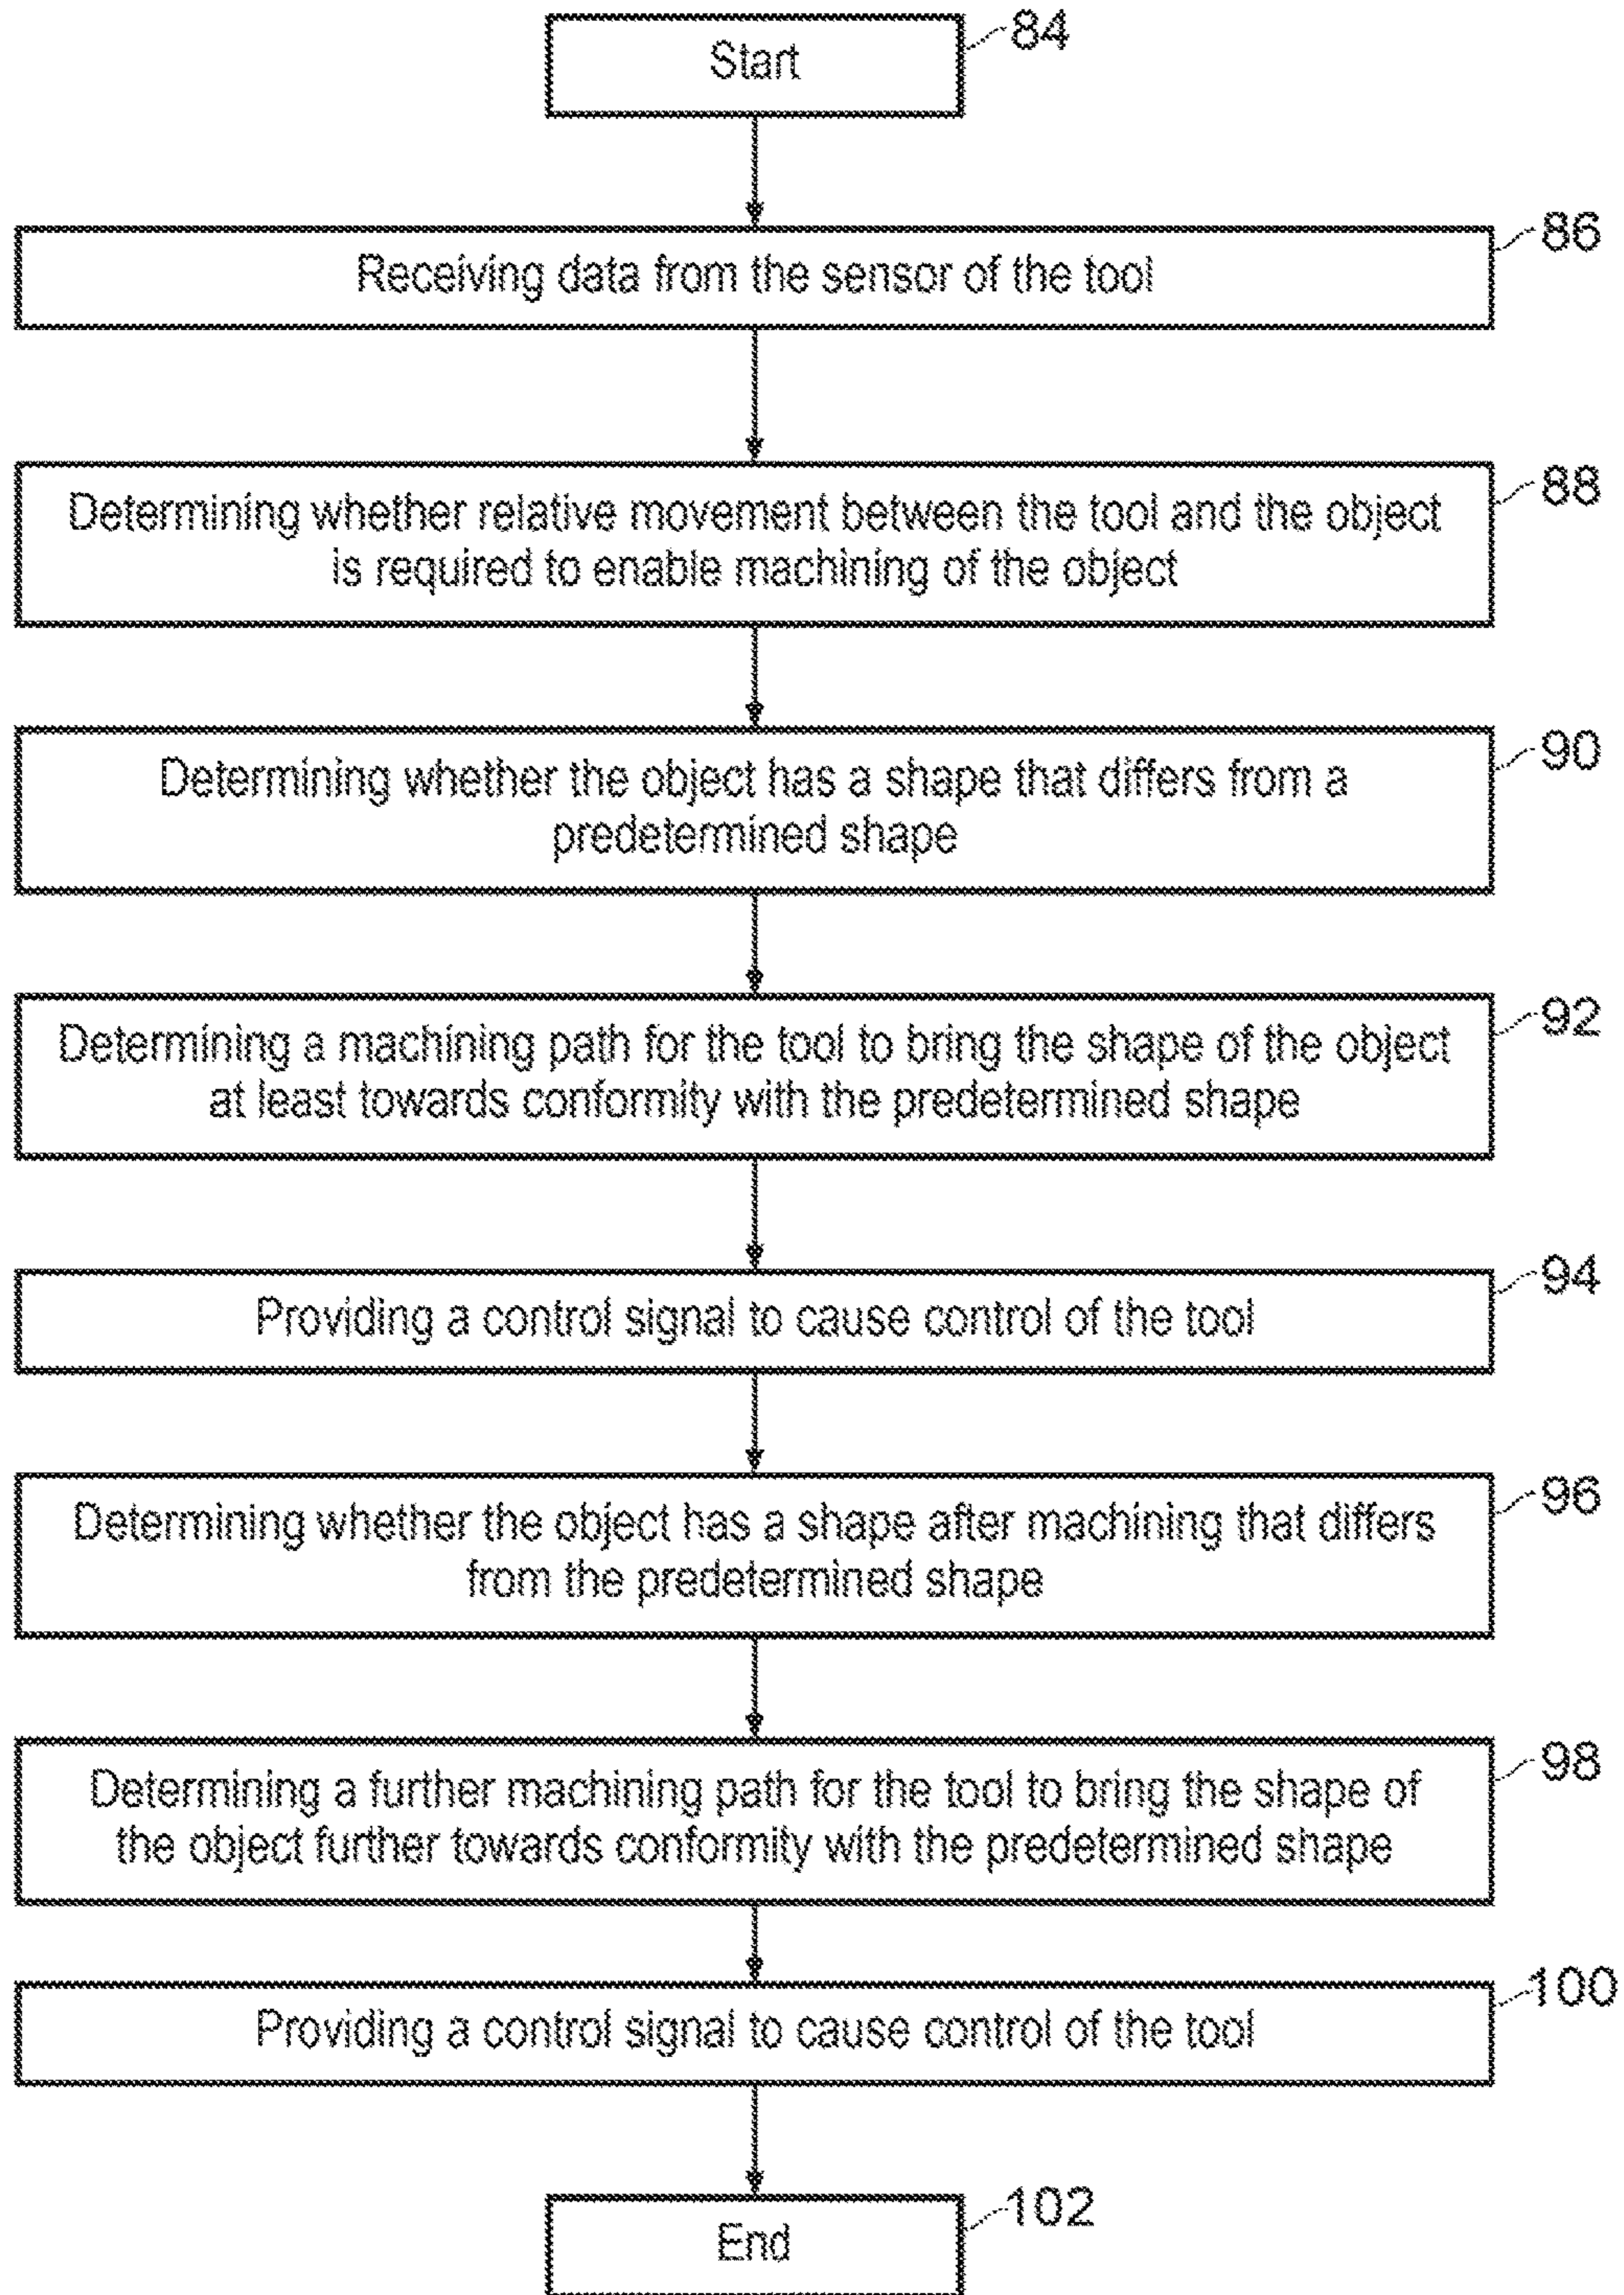 Start
84
Receiving data from the sensor of the tool
86
Determining whether relative movement between the tool and the object
is required to enable machining of the object
88
Determining whether the object has a shape that differs from a
predetermined shape
90
Determining a machining path for the tool to bring the shape of the object
at least towards conformity with the predetermined shape
92
Providing a control signal to cause control of the tool
94
Determining whether the object has a shape after machining that differs
from the predetermined shape
96
Determining a further machining path for the tool to bring the shape of
the object further towards conformity with the predetermined shape
98
Providing a control signal to cause control of the tool
100
End
102